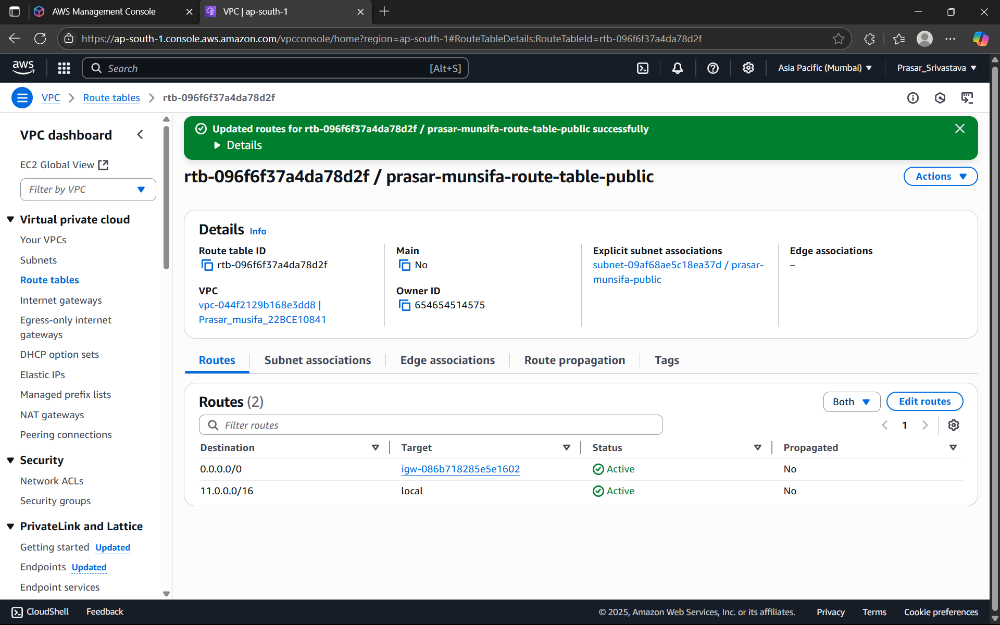 AWS Management Console
VPC | ap-south-1
https://ap-south-1.console.aws.amazon.com/vpcconsole/home?region=ap-south-1#RouteTableDetails:RouteTableId=rtb-096f6f37a4da78d2f
aws
Search
[Alt+S]
Asia Pacific (Mumbai)
Prasar_Srivastava
VPC
Route tables
rtb-096f6f37a4da78d2f
VPC dashboard
EC2 Global View
Filter by VPC
Virtual private cloud
Your VPCs
Subnets
Route tables
Internet gateways
Egress-only internet
gateways
DHCP option sets
Elastic IPs
Managed prefix lists
NAT gateways
Peering connections
Security
Network ACLs
Security groups
PrivateLink and Lattice
Getting started Updated
Endpoints Updated
Endpoint services
Updated routes for rtb-096f6f37a4da78d2f / prasar-munsifa-route-table-public successfully
Details
rtb-096f6f37a4da78d2f / prasar-munsifa-route-table-public
Actions
Details Info
Route table ID
rtb-096f6f37a4da78d2f
Main
No
Explicit subnet associations
subnet-09af68ae5c18ea37d / prasar-
munsifa-public
Edge associations
–
VPC
vpc-044f2129b168e3dd8 |
Prasar_musifa_22BCE10841
Owner ID
654654514575
Routes
Subnet associations
Edge associations
Route propagation
Tags
Routes (2)
Both
Edit routes
Filter routes
1
Destination Target Status Propagated
0.0.0.0/0 igw-086b718285e5e1602 Active No
11.0.0.0/16 local Active No
CloudShell
Feedback
© 2025, Amazon Web Services, Inc. or its affiliates.
Privacy
Terms
Cookie preferences